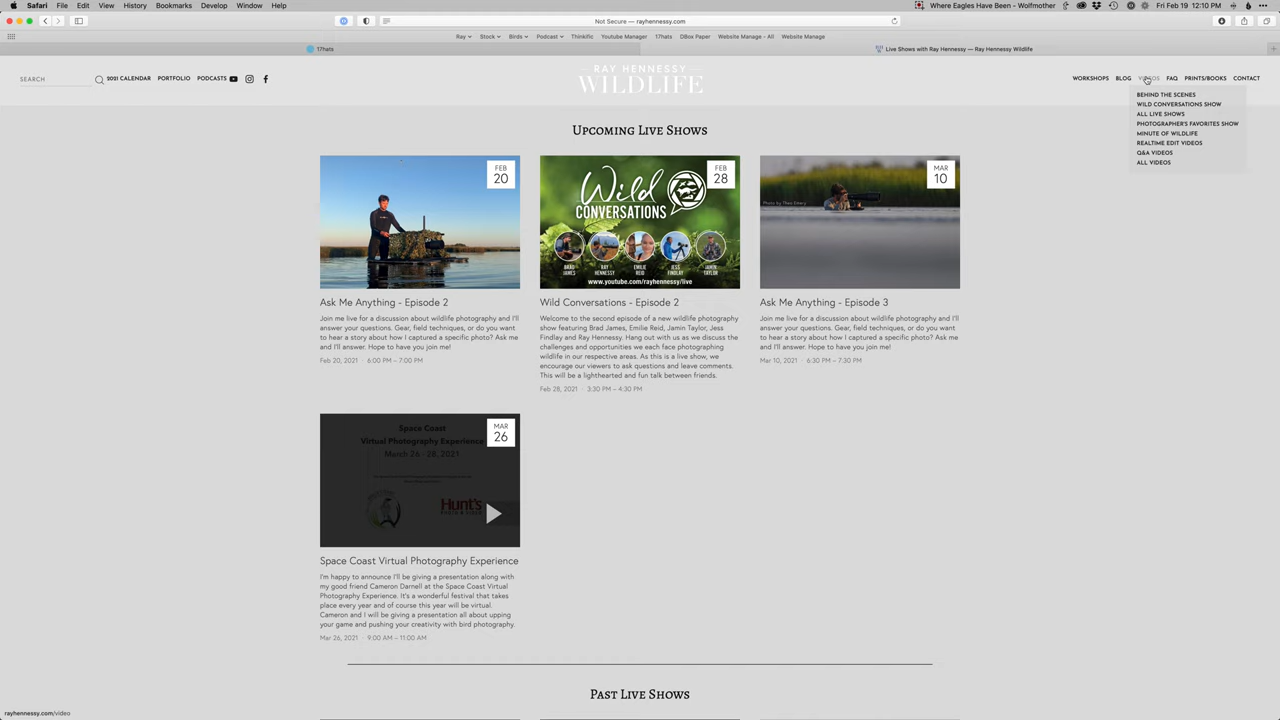 Safari File Edit View History Bookmarks Develop Window Help
Where Eagles Have Been - Wolfmother
Fri Feb 19 12:10 PM
Not Secure — rayhennessy.com
Ray Stock Birds Podcast Thinkific Youtube Manager 17hats DBox Paper Website Manage - All Website Manage
17hats
Live Shows with Ray Hennessy — Ray Hennessy Wildlife
SEARCH
2021 CALENDAR PORTFOLIO PODCASTS
RAY HENNESSY
WILDLIFE
WORKSHOPS BLOG VIDEOS FAQ PRINTS/BOOKS CONTACT
BEHIND THE SCENES
WILD CONVERSATIONS SHOW
ALL LIVE SHOWS
PHOTOGRAPHER'S FAVORITES SHOW
MINUTE OF WILDLIFE
REALTIME EDIT VIDEOS
Q&A VIDEOS
ALL VIDEOS
Upcoming Live Shows
FEB
20
Ask Me Anything - Episode 2
Join me live for a discussion about wildlife photography and I'll
answer your questions. Gear, field techniques, or do you want
to hear a story about how I captured a specific photo? Ask me
and I'll answer. Hope to have you join me!
Feb 20, 2021 · 6:00 PM – 7:00 PM
FEB
28
Wild
CONVERSATIONS
BRAD
JAMES
RAY
HENNESSY
EMILIE
REID
JESS
FINDLAY
JAMIN
TAYLOR
www.youtube.com/rayhennessy/live
Wild Conversations - Episode 2
Welcome to the second episode of a new wildlife photography
show featuring Brad James, Emilie Reid, Jamin Taylor, Jess
Findlay and Ray Hennessy. Hang out with us as we discuss the
challenges and opportunities we each face photographing
wildlife in our respective areas. As this is a live show, we
encourage our viewers to ask questions and leave comments.
This will be a lighthearted and fun talk between friends.
Feb 28, 2021 · 3:30 PM – 4:30 PM
MAR
10
Photo by Theo Emery
Ask Me Anything - Episode 3
Join me live for a discussion about wildlife photography and I'll
answer your questions. Gear, field techniques, or do you want
to hear a story about how I captured a specific photo? Ask me
and I'll answer. Hope to have you join me!
Mar 10, 2021 · 6:30 PM – 7:30 PM
MAR
26
Space Coast
Virtual Photography Experience
March 26 - 28, 2021
Hunt's
Space Coast Virtual Photography Experience
I'm happy to announce I'll be giving a presentation along with
my good friend Cameron Darnell at the Space Coast Virtual
Photography Experience. It's a wonderful festival that takes
place every year and of course this year will be virtual.
Cameron and I will be giving a presentation all about upping
your game and pushing your creativity with bird photography.
Mar 26, 2021 · 9:00 AM – 11:00 AM
Past Live Shows
rayhennessy.com/video